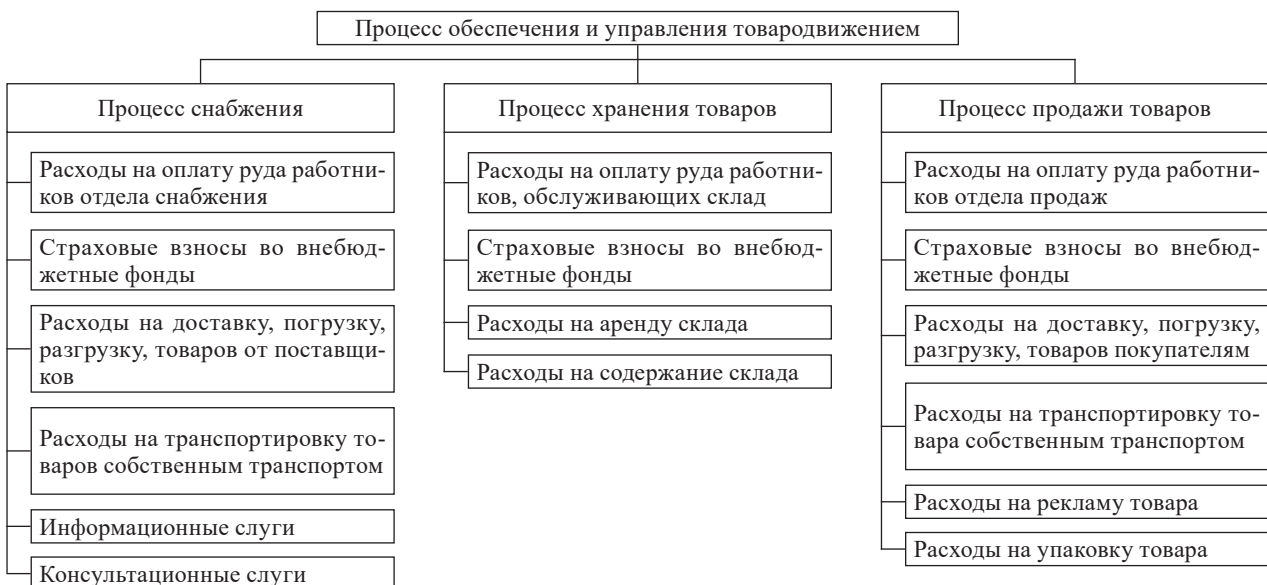 Процесс обеспечения и управления товародвижением
Процесс снабжения
Расходы на оплату руда работни-
ков отдела снабжения
Страховые взносы во внебюд-
жетные фонды
Расходы на доставку, погрузку,
разгрузку, товаров от поставщи-
ков
Расходы на транспортировку то-
варов собственным транспортом
Информационные слуги
Консультационные слуги
Процесс хранения товаров
Расходы на оплату руда работни-
ков, обслуживающих склад
Страховые взносы во внебюд-
жетные фонды
Расходы на аренду склада
Расходы на содержание склада
Процесс продажи товаров
Расходы на оплату руда работни-
ков отдела продаж
Страховые взносы во внебюд-
жетные фонды
Расходы на доставку, погрузку,
разгрузку, товаров покупателям
Расходы на транспортировку то-
вара собственным транспортом
Расходы на рекламу товара
Расходы на упаковку товара